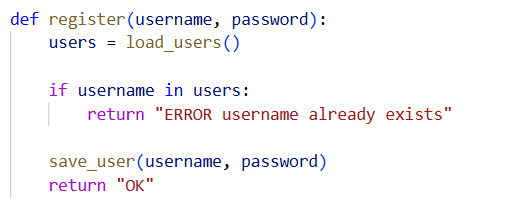 def register(username, password):
    users = load_users()

    if username in users:
        return "ERROR username already exists"

    save_user(username, password)
    return "OK"